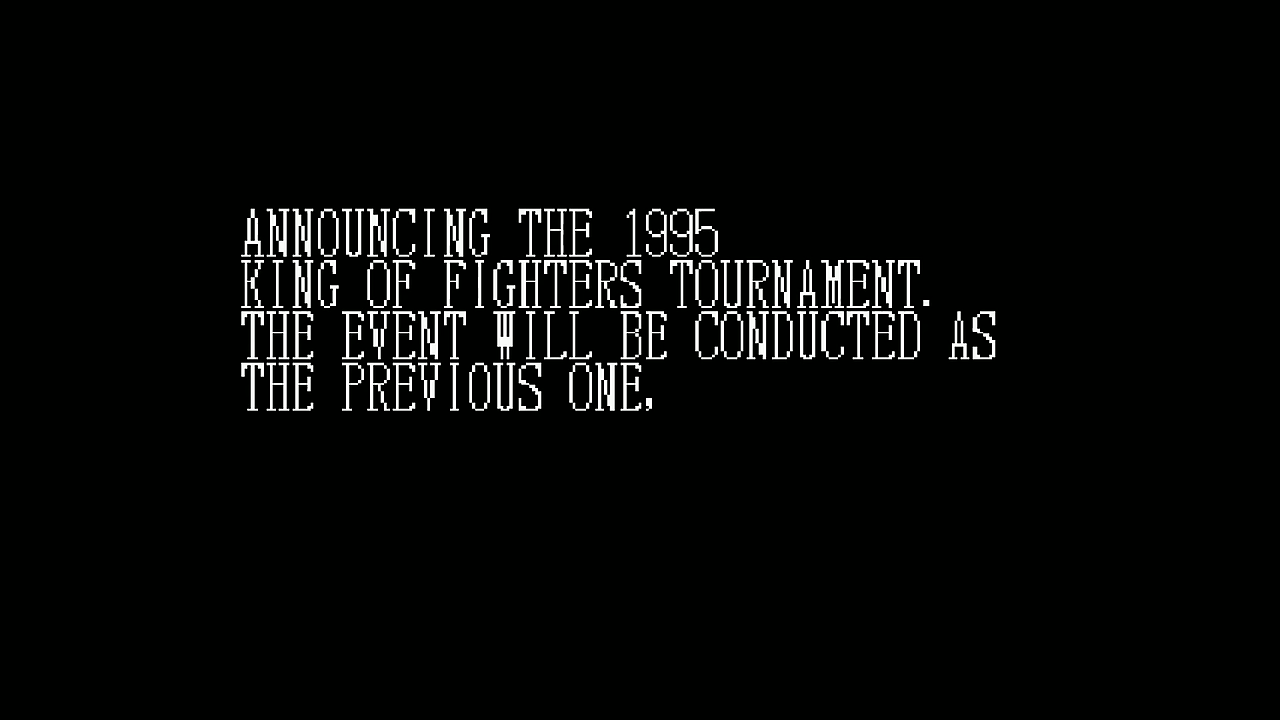 ANNOUNCING THE 1995
KING OF FIGHTERS TOURNAMENT.
THE EVENT WILL BE CONDUCTED AS
THE PREVIOUS ONE,